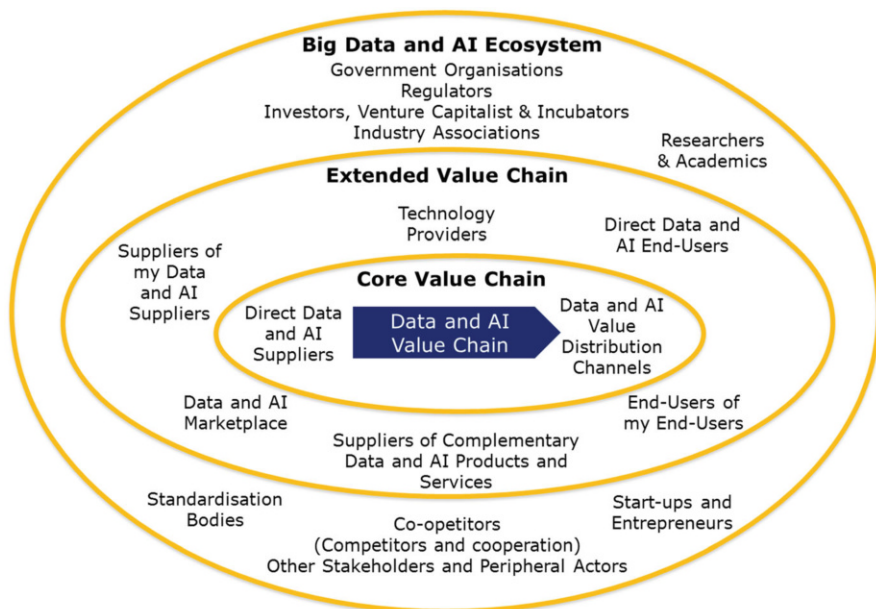 Big Data and AI Ecosystem
Government Organisations
Regulators
Investors, Venture Capitalist & Incubators
Industry Associations
Researchers
& Academics
Extended Value Chain
Technology
Providers
Direct Data and
AI End-Users
Suppliers of
my Data
and AI
Suppliers
Core Value Chain
Direct Data
and AI
Suppliers
Data and AI
Value Chain
Data and AI
Value
Distribution
Channels
Data and AI
Marketplace
End-Users of
my End-Users
Suppliers of Complementary
Data and AI Products and
Services
Standardisation
Bodies
Start-ups and
Entrepreneurs
Co-opetitors
(Competitors and cooperation)
Other Stakeholders and Peripheral Actors